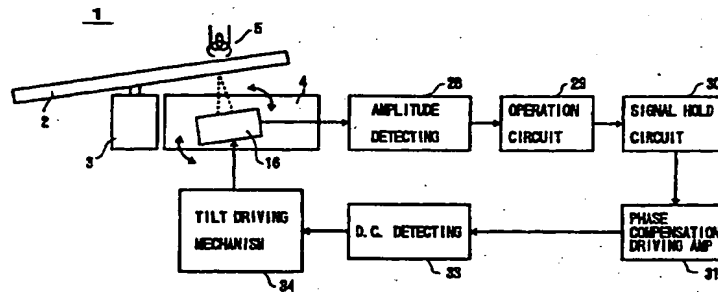 1
5
4
28
29
30
AMPLITUDE
DETECTING
OPERATION
CIRCUIT
SIGNAL HOLD
CIRCUIT
2
3
16
TILT DRIVING
MECHANISM
D.C. DETECTING
PHASE
COMPENSATION
DRIVING AMP
34
33
31